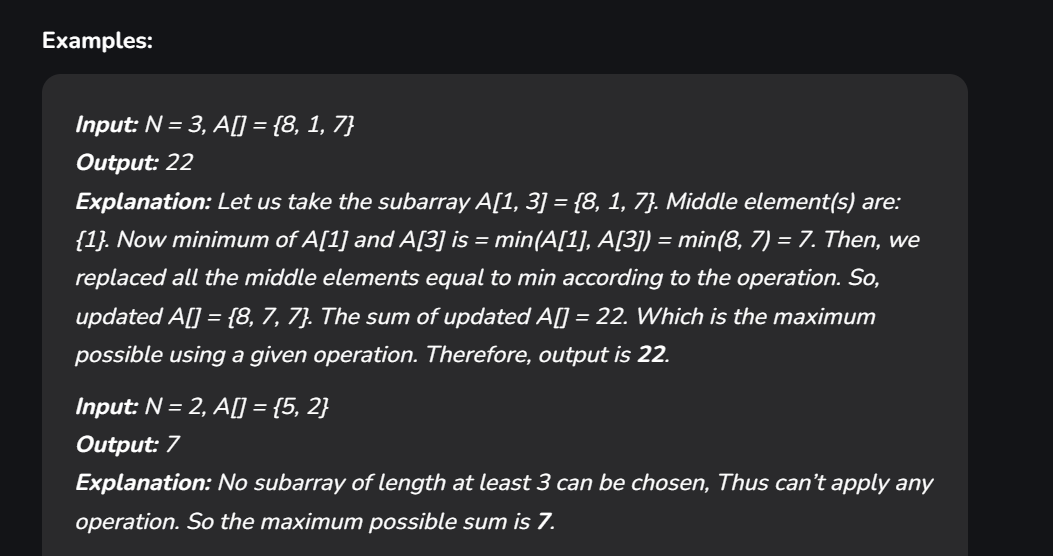 Examples:
Input: N = 3, A[] = {8, 1, 7}
Output: 22
Explanation: Let us take the subarray A[1, 3] = {8, 1, 7}. Middle element(s) are:
{1}. Now minimum of A[1] and A[3] is = min(A[1], A[3]) = min(8, 7) = 7. Then, we
replaced all the middle elements equal to min according to the operation. So,
updated A[] = {8, 7, 7}. The sum of updated A[] = 22. Which is the maximum
possible using a given operation. Therefore, output is 22.
Input: N = 2, A[] = {5, 2}
Output: 7
Explanation: No subarray of length at least 3 can be chosen, Thus can’t apply any
operation. So the maximum possible sum is 7.